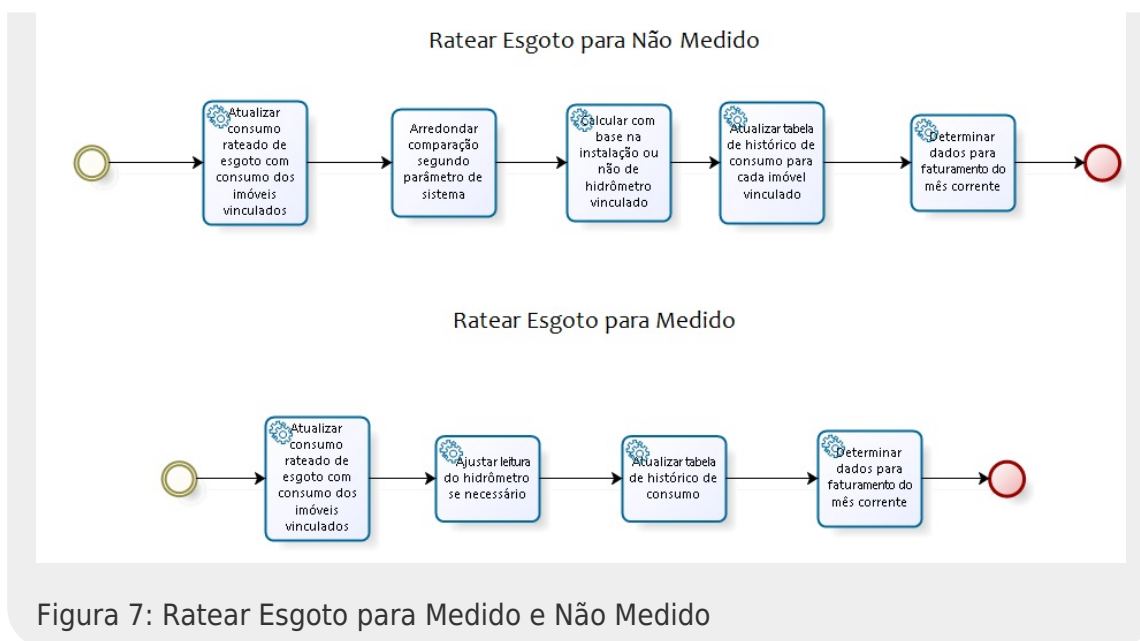 Ratear Esgoto para Não Medido
Atualizar
consumo
rateado de
esgoto com
consumo dos
imóveis
vinculados
Arredondar
comparação
segundo
parâmetro de
sistema
Calcular com
base na
instalação ou
não de
hidrômetro
vinculado
Atualizar tabela
de histórico de
consumo para
cada imóvel
vinculado
Determinar
dados para
faturamento do
mês corrente
Ratear Esgoto para Medido
Atualizar
consumo
rateado de
esgoto com
consumo dos
imóveis
vinculados
Ajustar leitura
do hidrômetro
se necessário
Atualizar tabela
de histórico de
consumo
Determinar
dados para
faturamento do
mês corrente
Figura 7: Ratear Esgoto para Medido e Não Medido